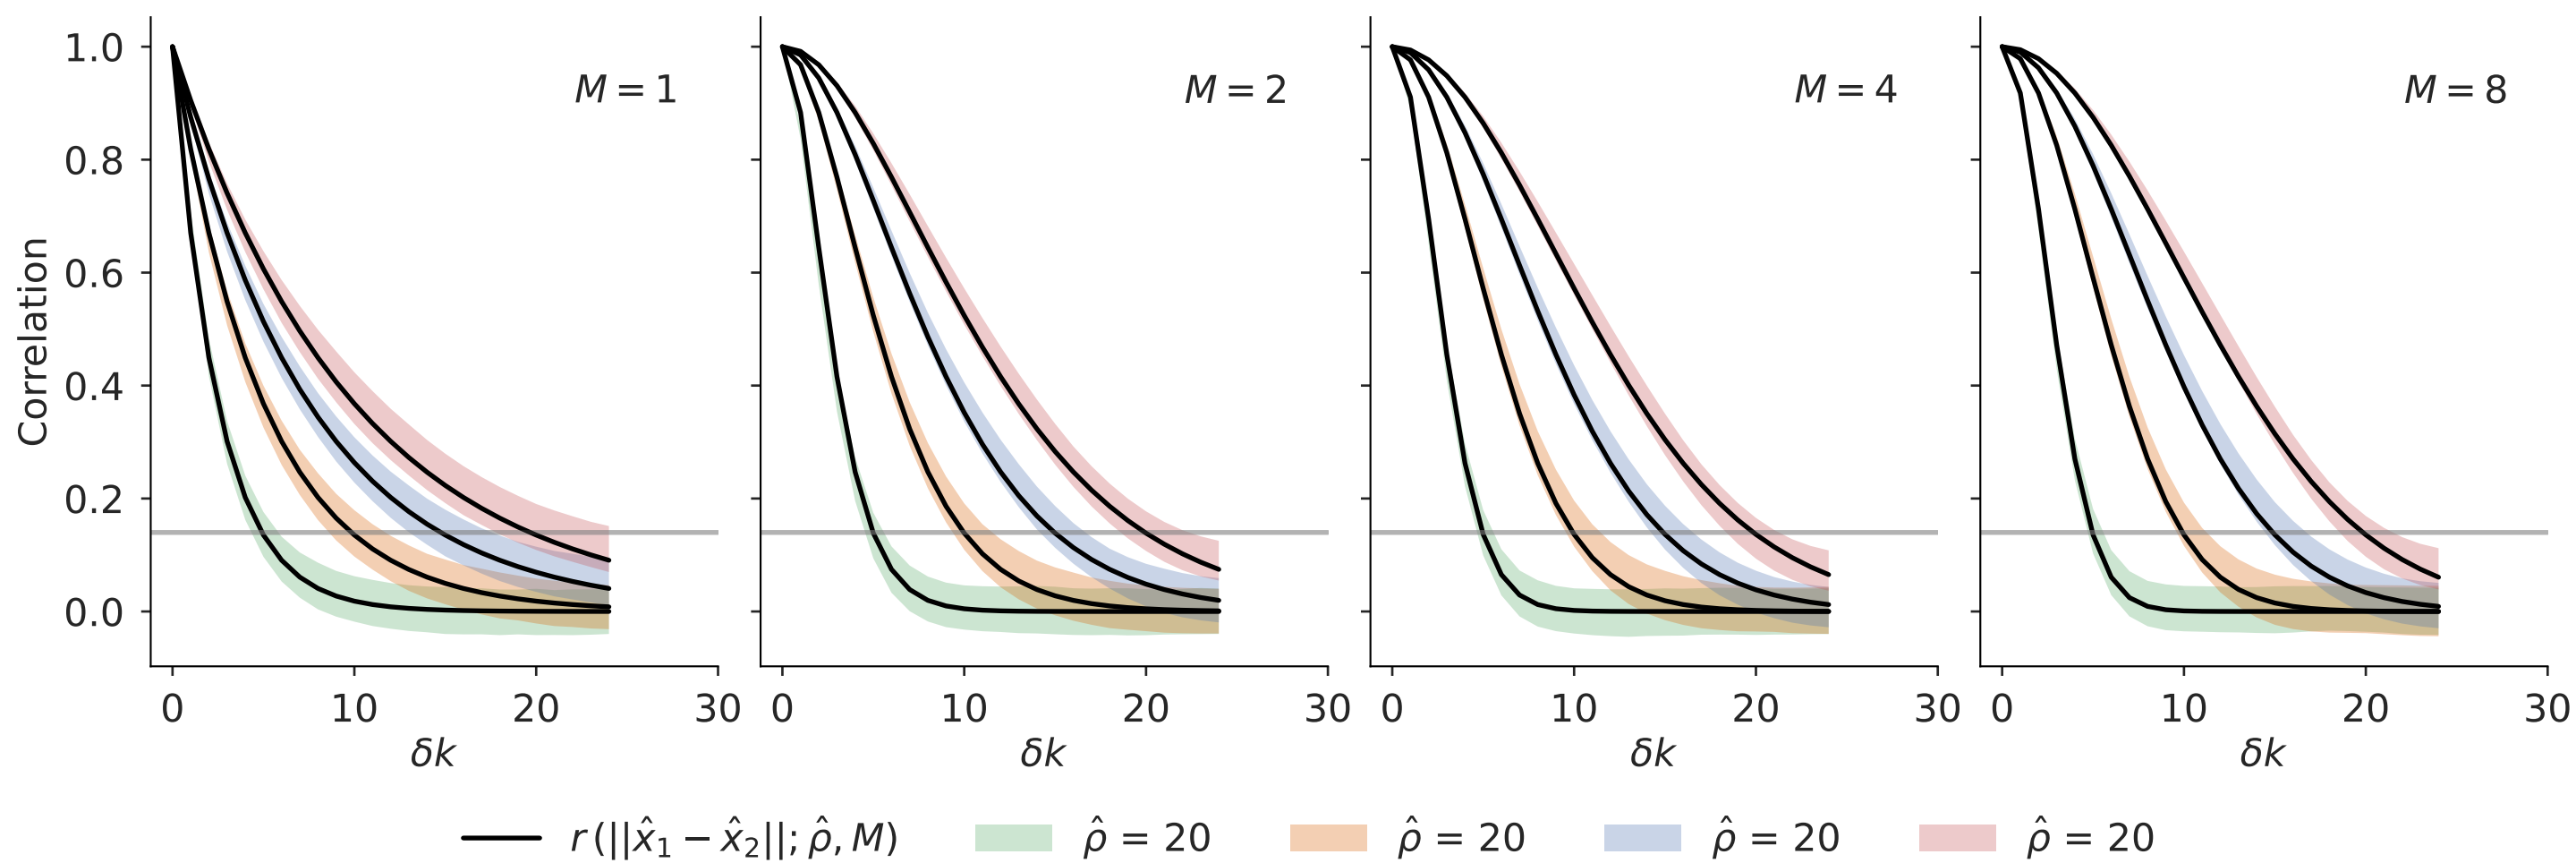 M = 1
M = 2
M = 4
M = 8
Correlation
1.0
0.8
0.6
0.4
0.2
0.0
0 10 20 30
0 10 20 30
0 10 20 30
0 10 20 30
δk
δk
δk
δk
r (||x̂₁ − x̂₂||; ρ̂, M)
ρ̂ = 20
ρ̂ = 20
ρ̂ = 20
ρ̂ = 20